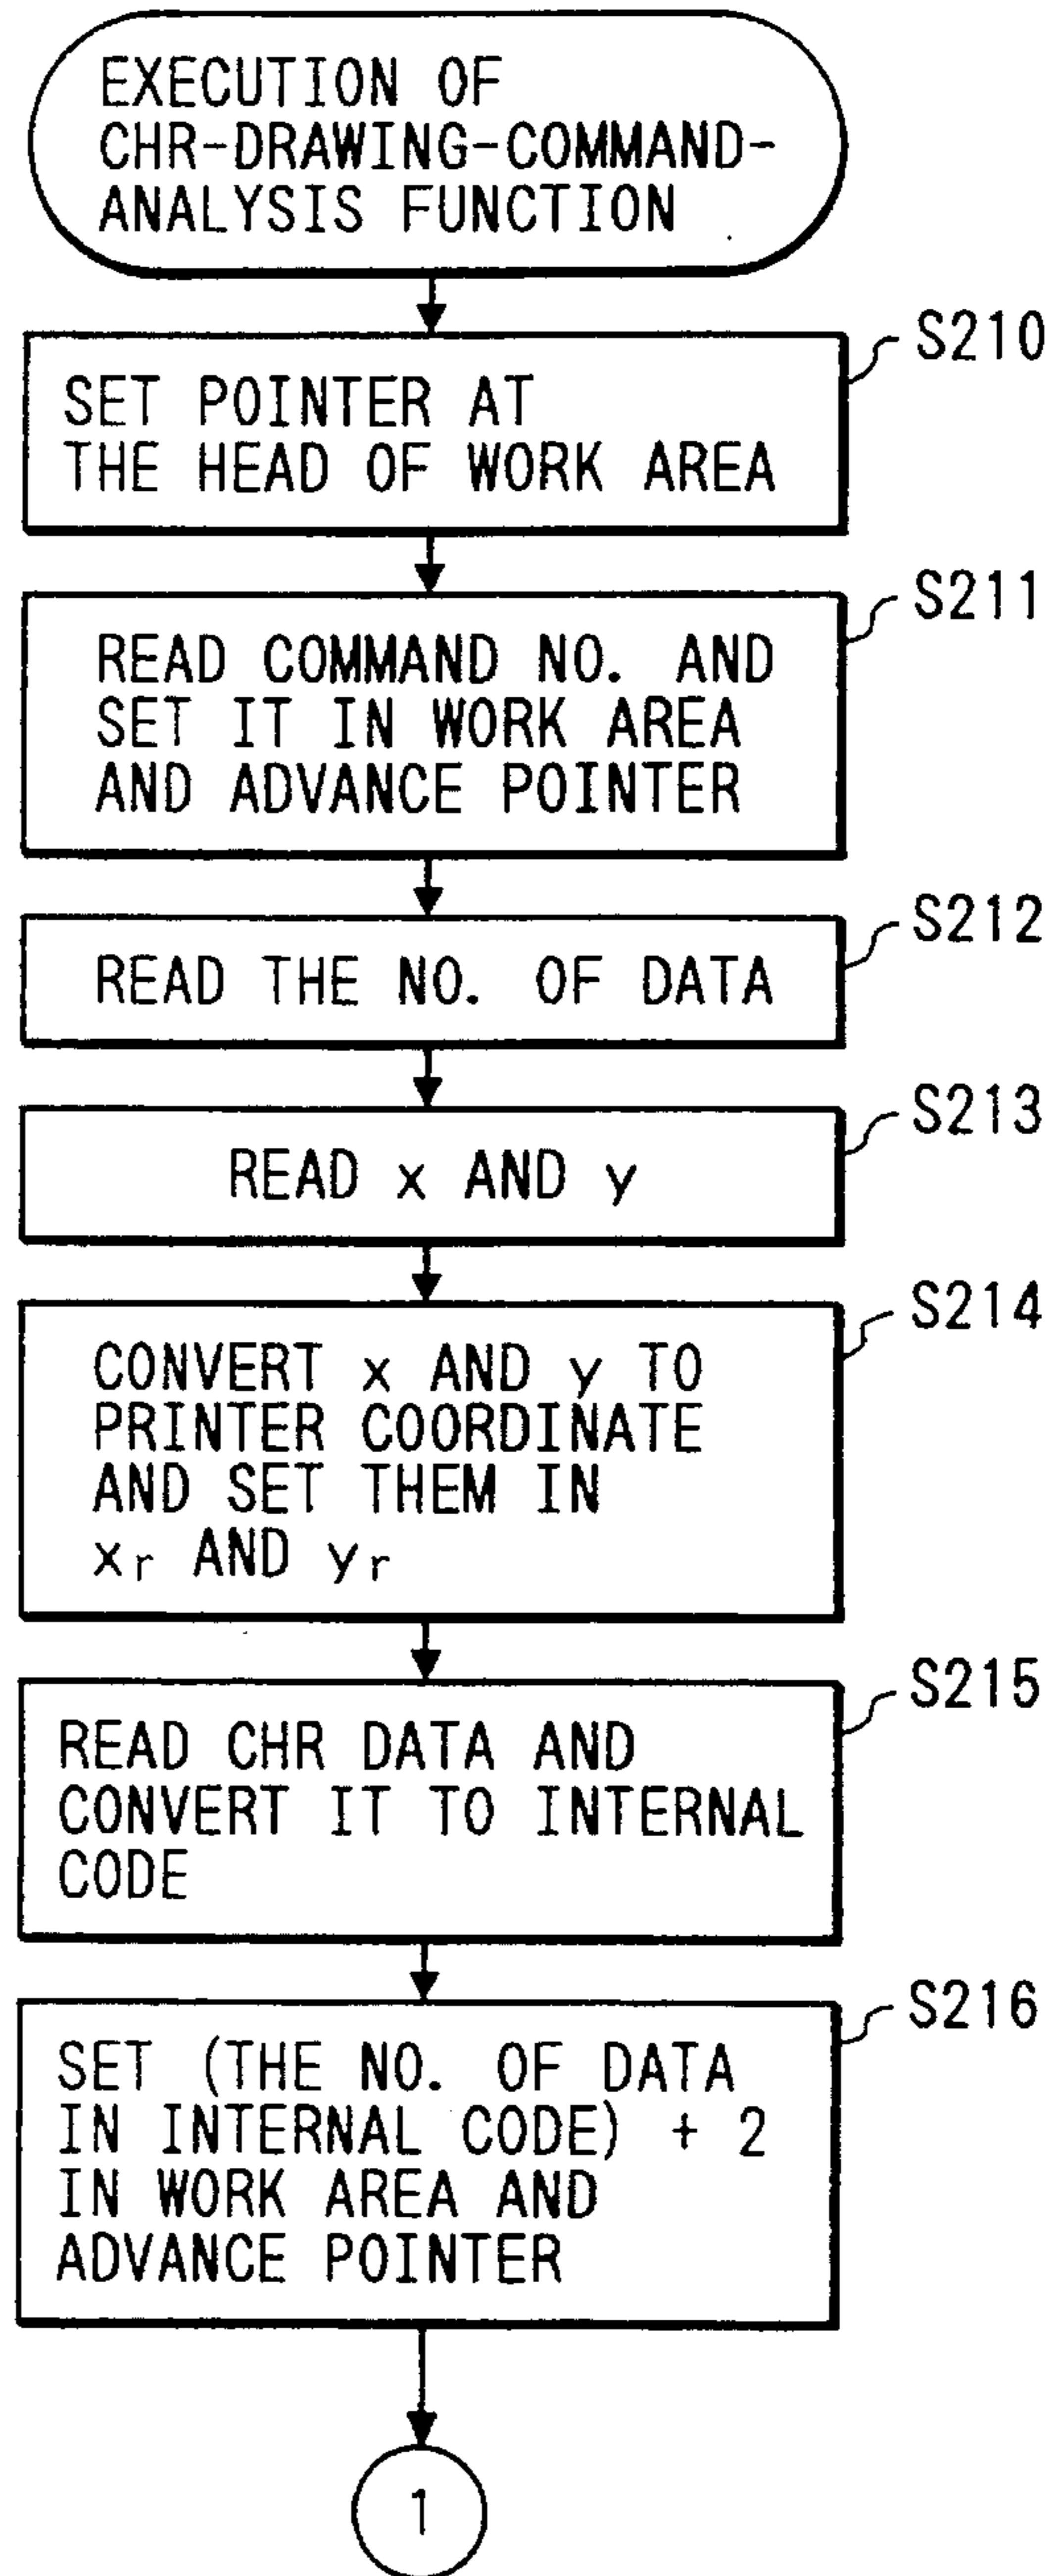 EXECUTION OF
CHR-DRAWING-COMMAND-
ANALYSIS FUNCTION
S210
SET POINTER AT
THE HEAD OF WORK AREA
S211
READ COMMAND NO. AND
SET IT IN WORK AREA
AND ADVANCE POINTER
S212
READ THE NO. OF DATA
S213
READ x AND y
S214
CONVERT x AND y TO
PRINTER COORDINATE
AND SET THEM IN
xr AND yr
S215
READ CHR DATA AND
CONVERT IT TO INTERNAL
CODE
S216
SET (THE NO. OF DATA
IN INTERNAL CODE) + 2
IN WORK AREA AND
ADVANCE POINTER
1